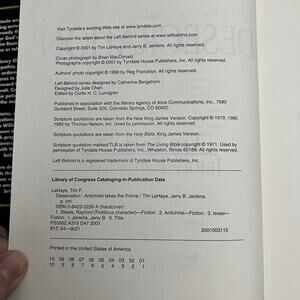 Visit Tyndale's exciting Web site at www.tyndale.com
Discover the latest about the Left Behind series at www.leftbehind.com
Copyright © 2001 by Tim LaHaye and Jerry B. Jenkins. All rights reserved.
Cover photograph by Brian MacDonald
Photographs copyright © 2001 by Tyndale House Publishers, Inc. All rights reserved.
Authors' photo copyright © 1998 by Reg Franklyn. All rights reserved.
Left Behind series designed by Catherine Bergstrom
Designed by Julie Chen
Edited by Curtis H. C. Lundgren
Published in association with the literary agency of Alive Communications, Inc., 7680
Goddard Street, Suite 200, Colorado Springs, CO 80920.
Scripture quotations are taken from the New King James Version. Copyright © 1979, 1980,
1982 by Thomas Nelson, Inc. Used by permission. All rights reserved.
Scripture quotations are taken from the Holy Bible, King James Version.
Scripture quotation marked TLB is taken from The Living Bible copyright © 1971. Used by
permission of Tyndale House Publishers, Inc., Wheaton, Illinois 60189. All rights reserved.
Left Behind is a registered trademark of Tyndale House Publishers, Inc.
Library of Congress Cataloging-in-Publication Data
LaHaye, Tim F.
Desecration : Antichrist takes the throne / Tim LaHaye, Jerry B. Jenkins.
p. cm.
ISBN 0-8423-3226-X (hardcover)
1. Steele, Rayford (Fictitious character)—Fiction. 2. Antichrist—Fiction. 3. Israel—
Fiction. I. Jenkins, Jerry B. II. Title.
PS3562.A315 D47 2001
813'.54—dc21 2001003115
Printed in the United States of America
10 09 08 07 06 05 04 03 02 01
10 9 8 7 6 5 4 3 2 1